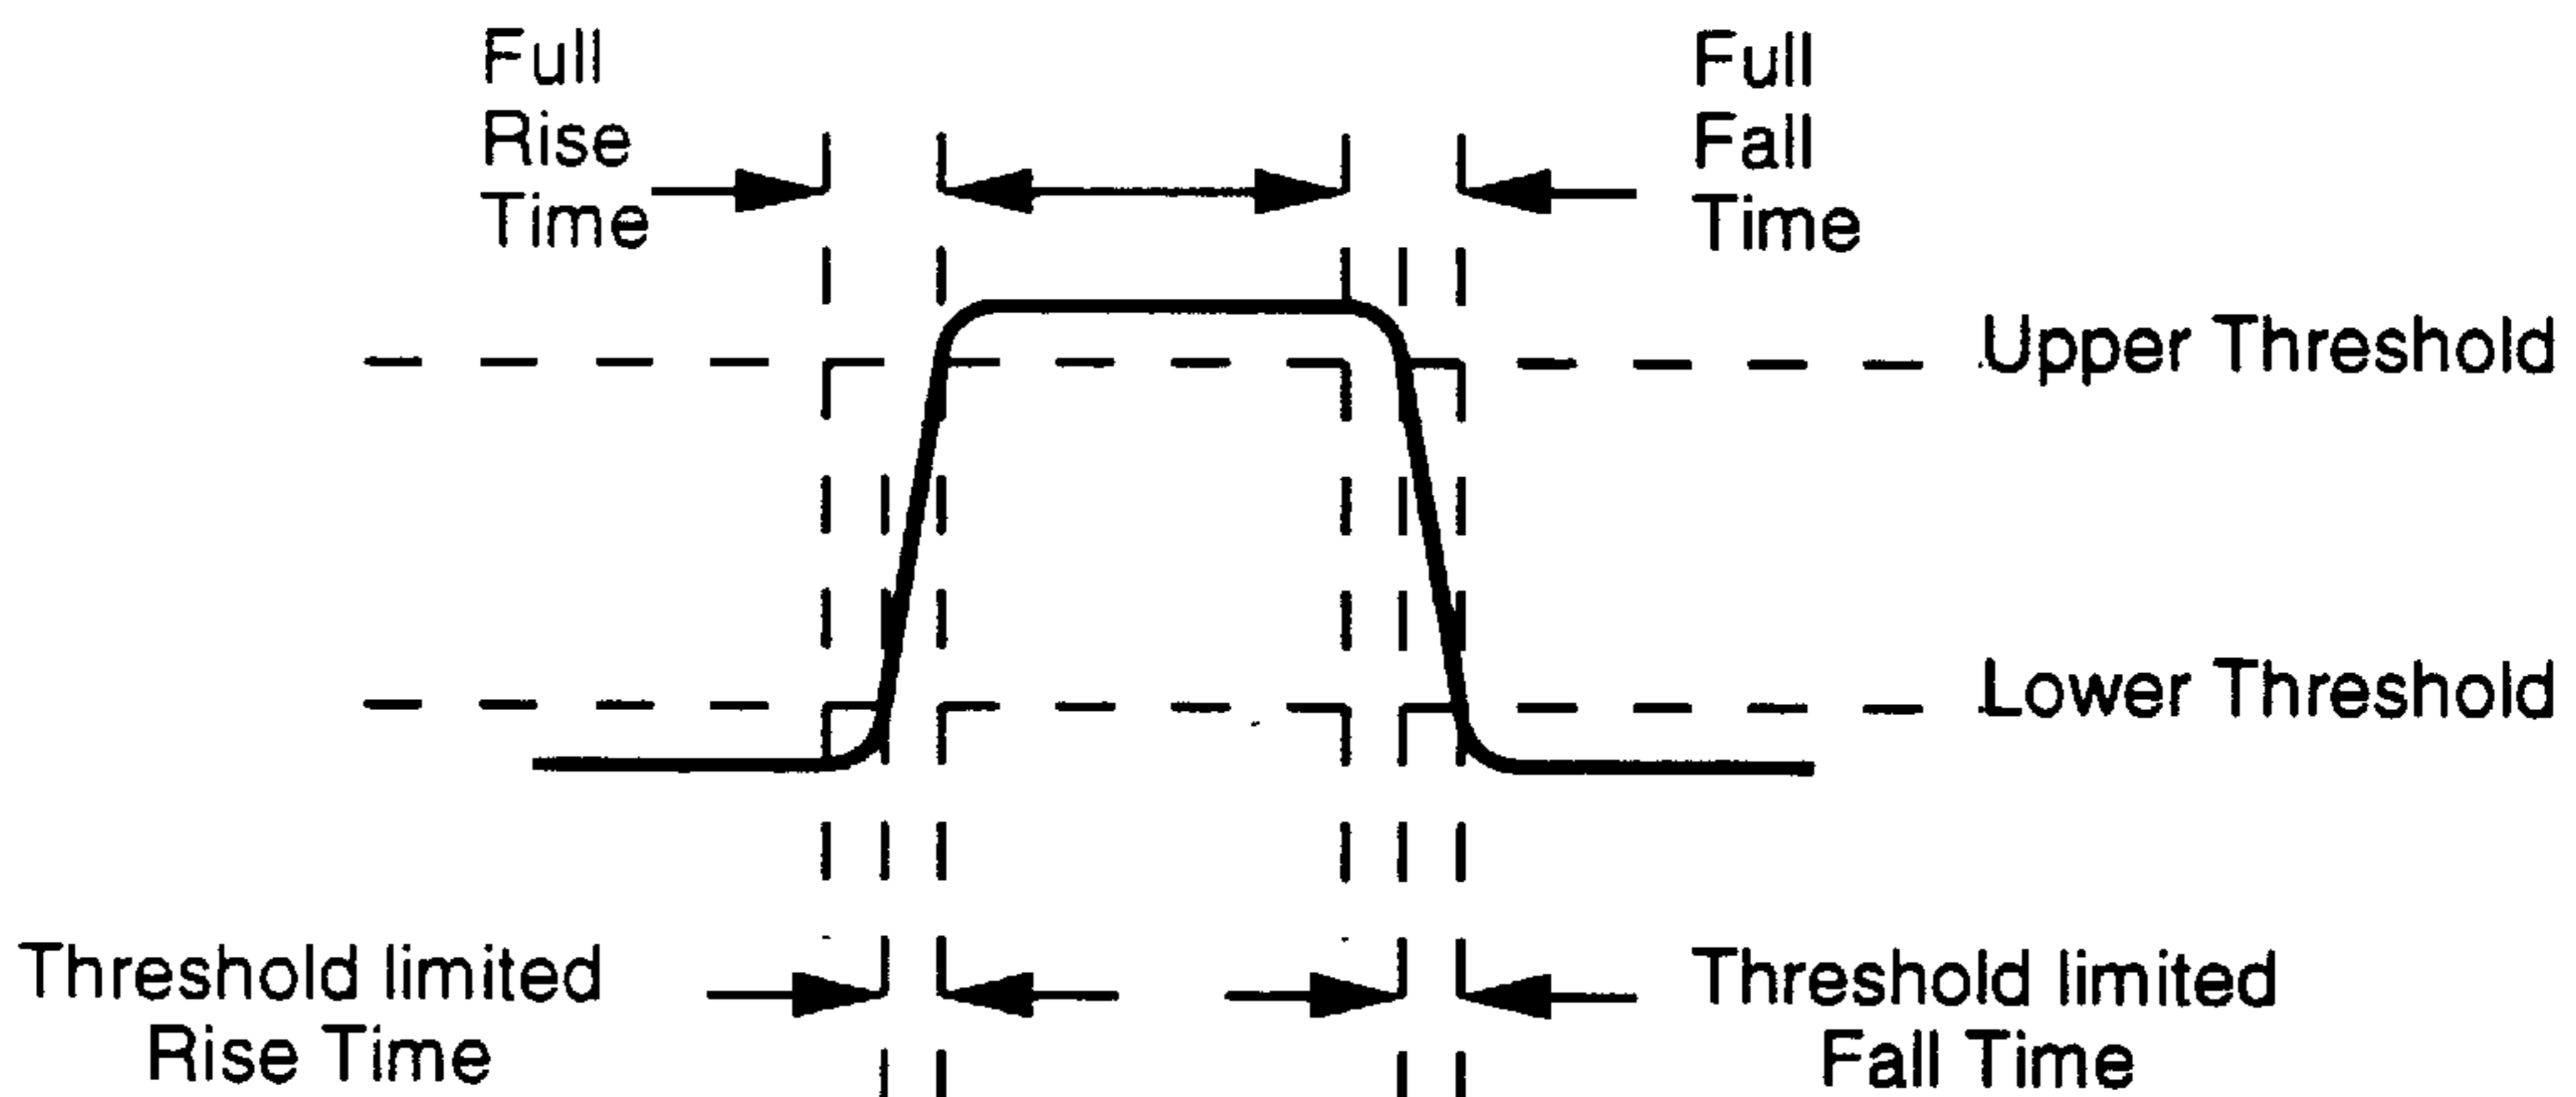 Full
Rise
Time
Full
Fall
Time
Upper Threshold
Lower Threshold
Threshold limited
Rise Time
Threshold limited
Fall Time